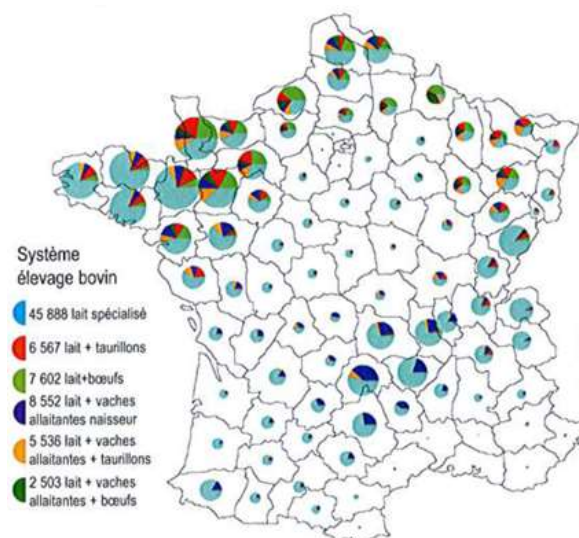 Système
élevage bovin
45 888 lait spécialisé
6 567 lait + taurillons
7 602 lait+bœufs
8 552 lait + vaches
allaitantes naisseur
5 536 lait + vaches
allaitantes + taurillons
2 503 lait + vaches
allaitantes + bœufs